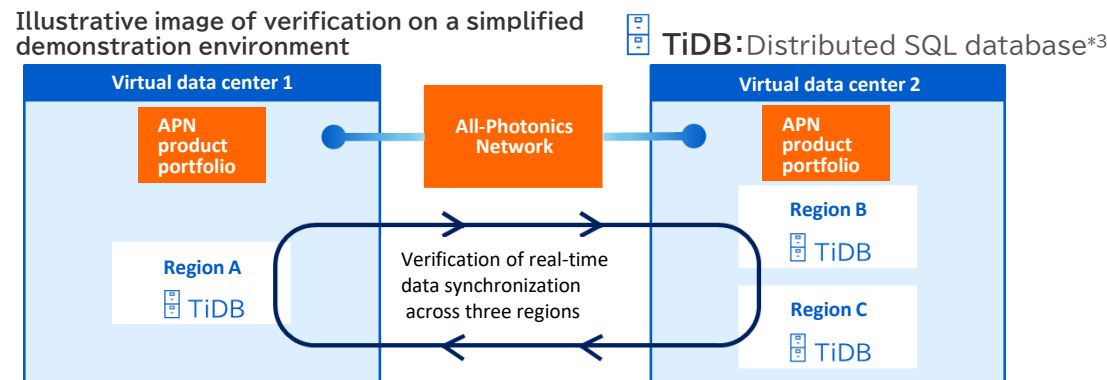 Illustrative image of verification on a simplified
demonstration environment
TiDB:Distributed SQL database*3
Virtual data center 1
APN
product
portfolio
Region A
TiDB
All-Photonics
Network
Verification of real-time
data synchronization
across three regions
Virtual data center 2
APN
product
portfolio
Region B
TiDB
Region C
TiDB